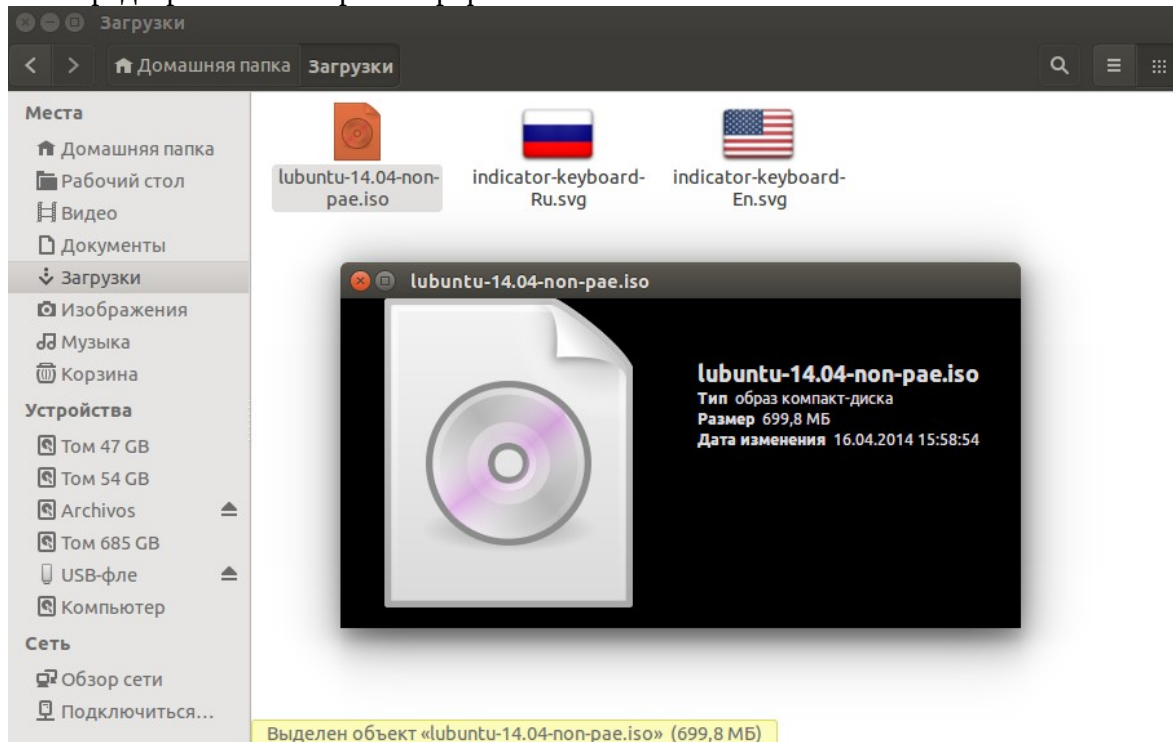 Загрузки
Домашняя папка Загрузки
Места
Домашняя папка
Рабочий стол
Видео
Документы
Загрузки
Изображения
Музыка
Корзина
Устройства
Том 47 GB
Том 54 GB
Archivos
Том 685 GB
USB-фле
Компьютер
Сеть
Обзор сети
Подключиться…
lubuntu-14.04-non-
pae.iso
indicator-keyboard-
Ru.svg
indicator-keyboard-
En.svg
lubuntu-14.04-non-pae.iso
lubuntu-14.04-non-pae.iso
Тип образ компакт-диска
Размер 699,8 МБ
Дата изменения 16.04.2014 15:58:54
Выделен объект «lubuntu-14.04-non-pae.iso» (699,8 МБ)